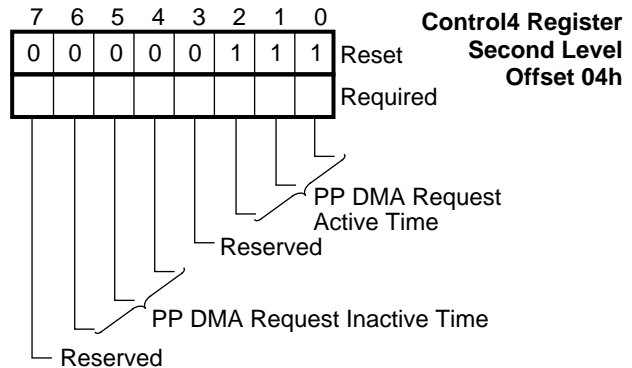 7 6 5 4 3 2 1 0
Control4 Register
Second Level
Offset 04h
0 0 0 0 0 1 1 1 Reset
Required
PP DMA Request
Active Time
Reserved
PP DMA Request Inactive Time
Reserved